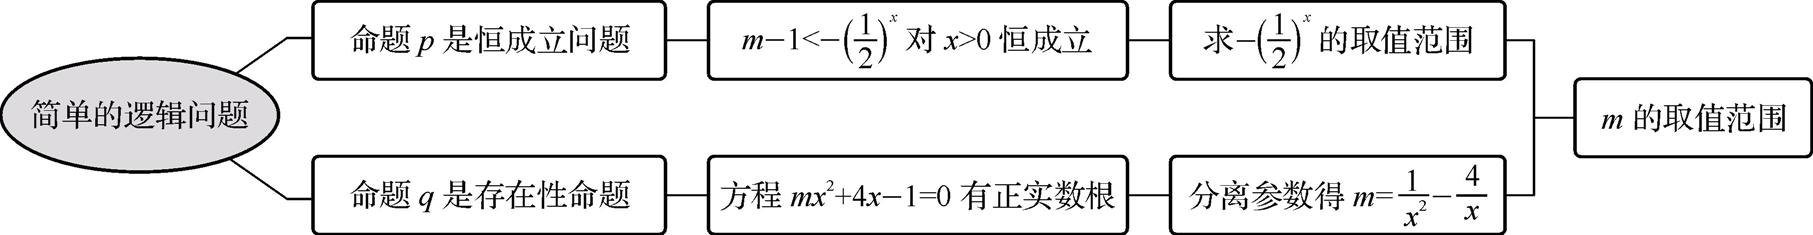 简单的逻辑问题
命题 p 是恒成立问题
m−1<−(1/2)^x 对 x>0 恒成立
求−(1/2)^x 的取值范围
命题 q 是存在性命题
方程 mx²+4x−1=0 有正实数根
分离参数得 m=1/x²−4/x
m 的取值范围